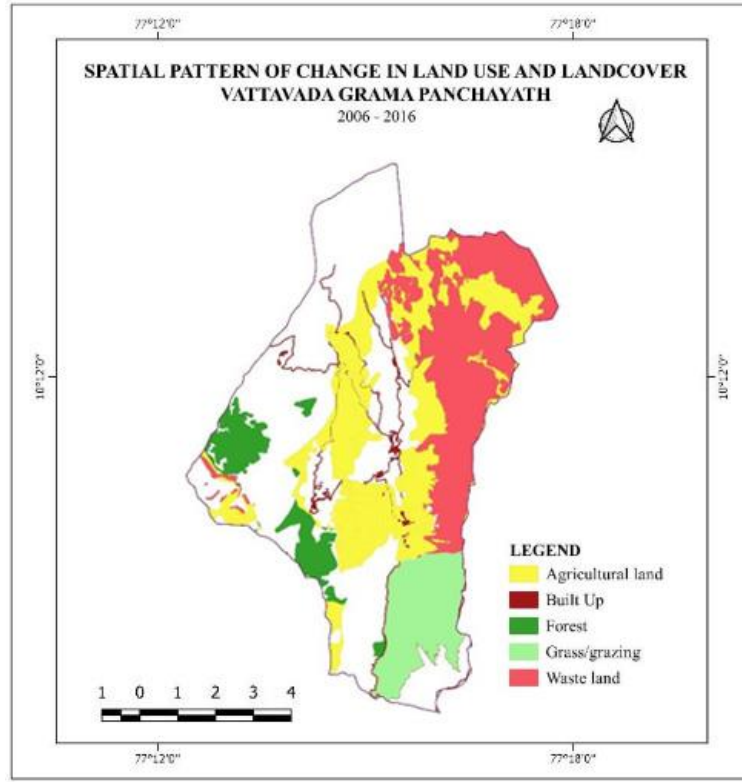 77°12'0"
77°18'0"
SPATIAL PATTERN OF CHANGE IN LAND USE AND LANDCOVER
VATTAVADA GRAMA PANCHAYATH
2006 - 2016
10°12'0"
10°12'0"
LEGEND
Agricultural land
Built Up
Forest
Grass/grazing
Waste land
1 0 1 2 3 4
77°12'0"
77°18'0"